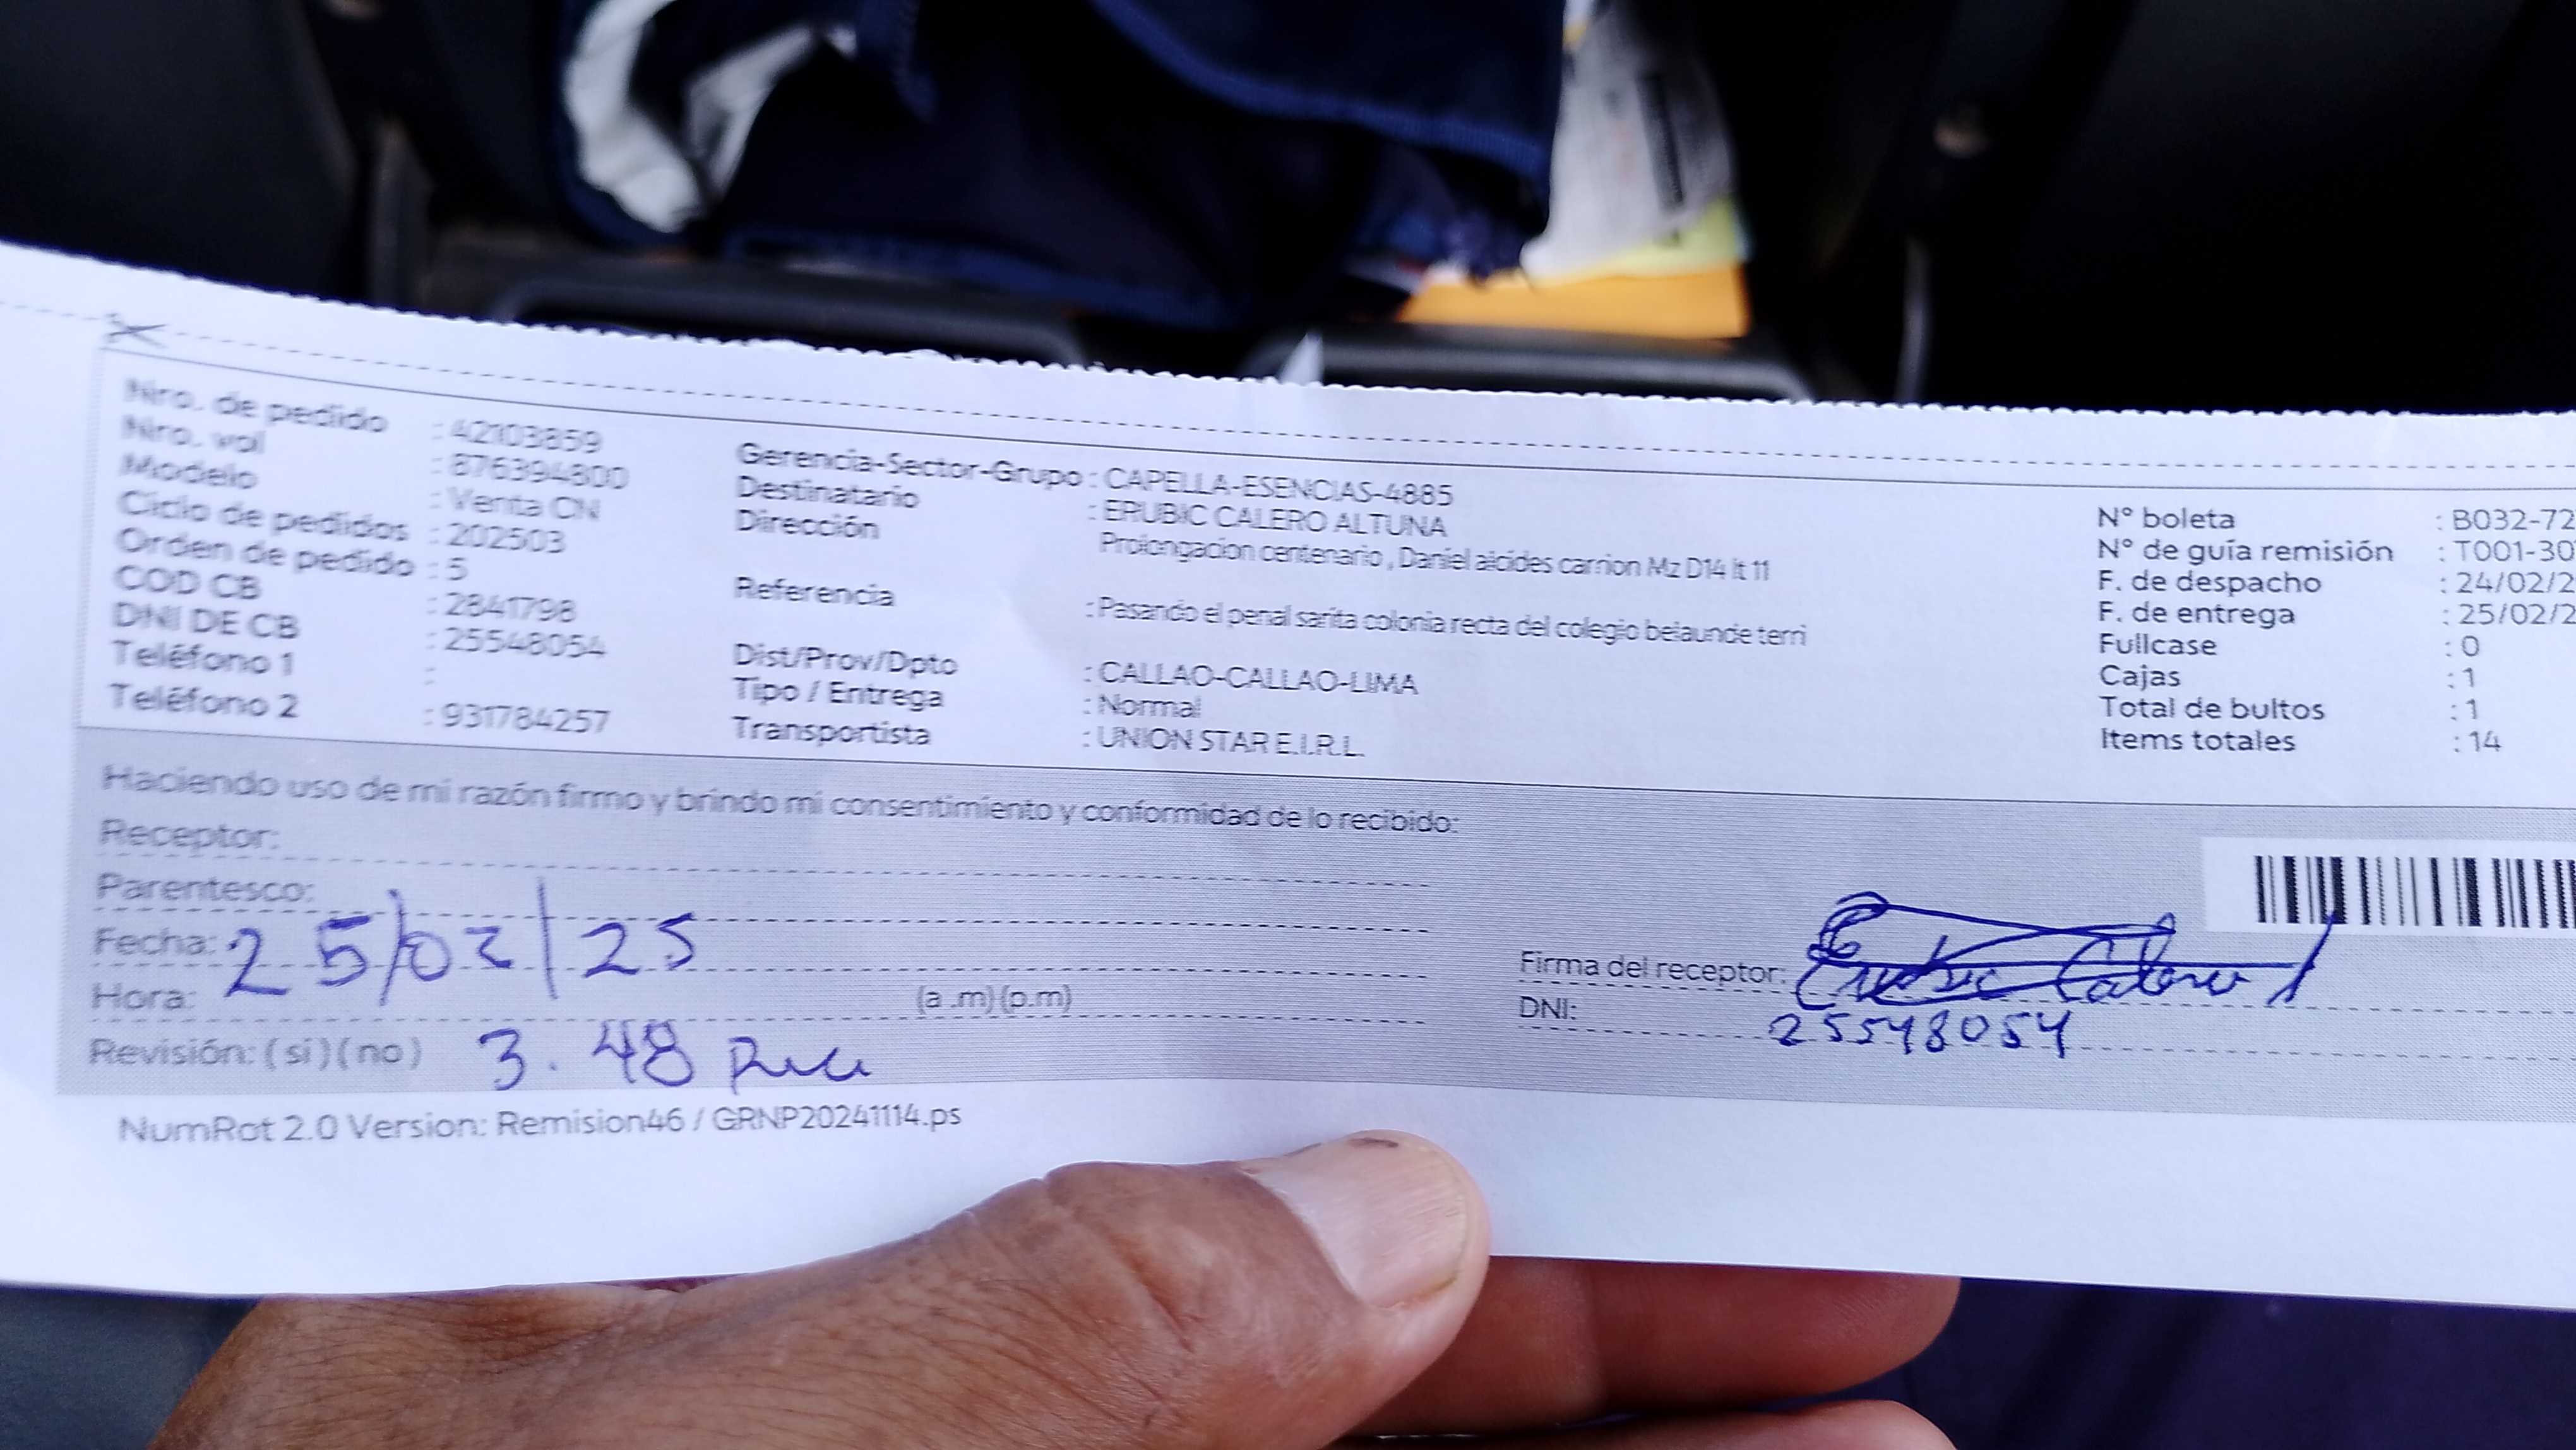 Nro. de pedido : 42103859
Nro. vol : 876394800
Modelo : Venta CN
Ciclo de pedidos : 202503
Orden de pedido : 5
COD CB : 2841798
DNI DE CB : 25548054
Teléfono 1 :
Teléfono 2 : 931784257
Gerencia-Sector-Grupo : CAPELLA-ESENCIAS-4885
Destinatario : ERUBIC CALERO ALTUNA
Dirección Prolongacion centenario , Daniel alcides carrion Mz D14 lt 11
Referencia : Pasando el penal sarita colonia recta del colegio belaunde terri
Dist/Prov/Dpto : CALLAO-CALLAO-LIMA
Tipo / Entrega : Normal
Transportista : UNION STAR E.I.R.L.
N° boleta : B032-72
N° de guía remisión : T001-30
F. de despacho : 24/02/2
F. de entrega : 25/02/2
Fullcase : 0
Cajas : 1
Total de bultos : 1
Items totales : 14
Haciendo uso de mi razón firmo y brindo mi consentimiento y conformidad de lo recibido:
Receptor:
Parentesco:
Fecha: 25/02/25
Hora: (a .m)(p.m)
Revisión: (si)(no) 3.48
Firma del receptor: Erubic Calero
DNI: 25548054
NumRot 2.0 Version: Remision46 / GRNP20241114.ps